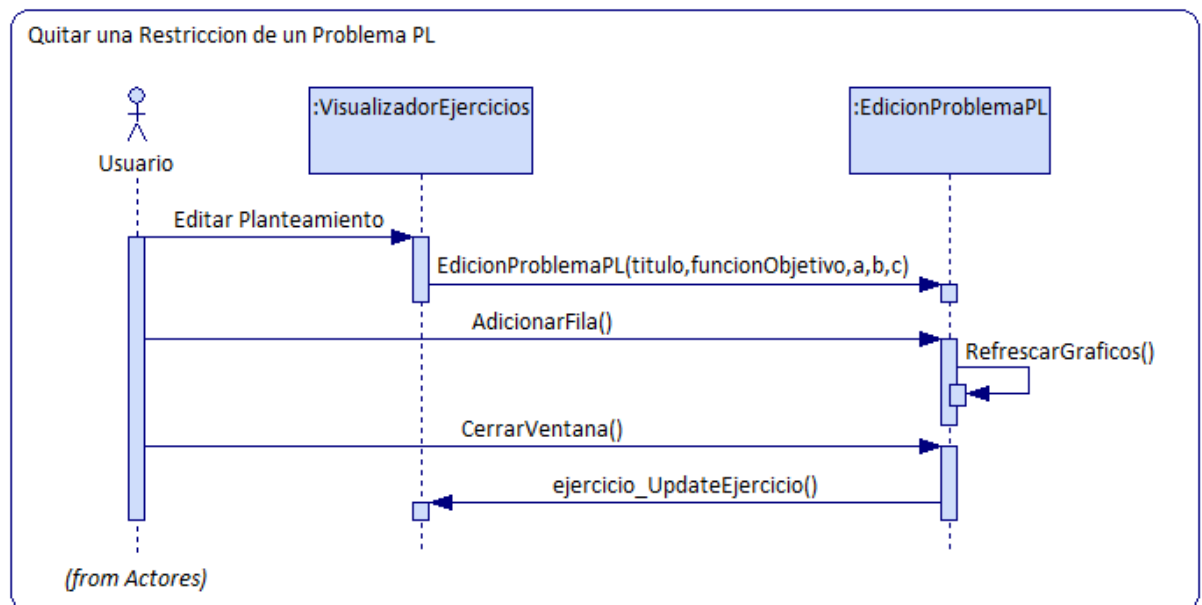 Quitar una Restriccion de un Problema PL
:VisualizadorEjercicios
:EdicionProblemaPL
Usuario
Editar Planteamiento
EdicionProblemaPL(titulo,funcionObjetivo,a,b,c)
AdicionarFila()
RefrescarGraficos()
CerrarVentana()
ejercicio_UpdateEjercicio()
(from Actores)